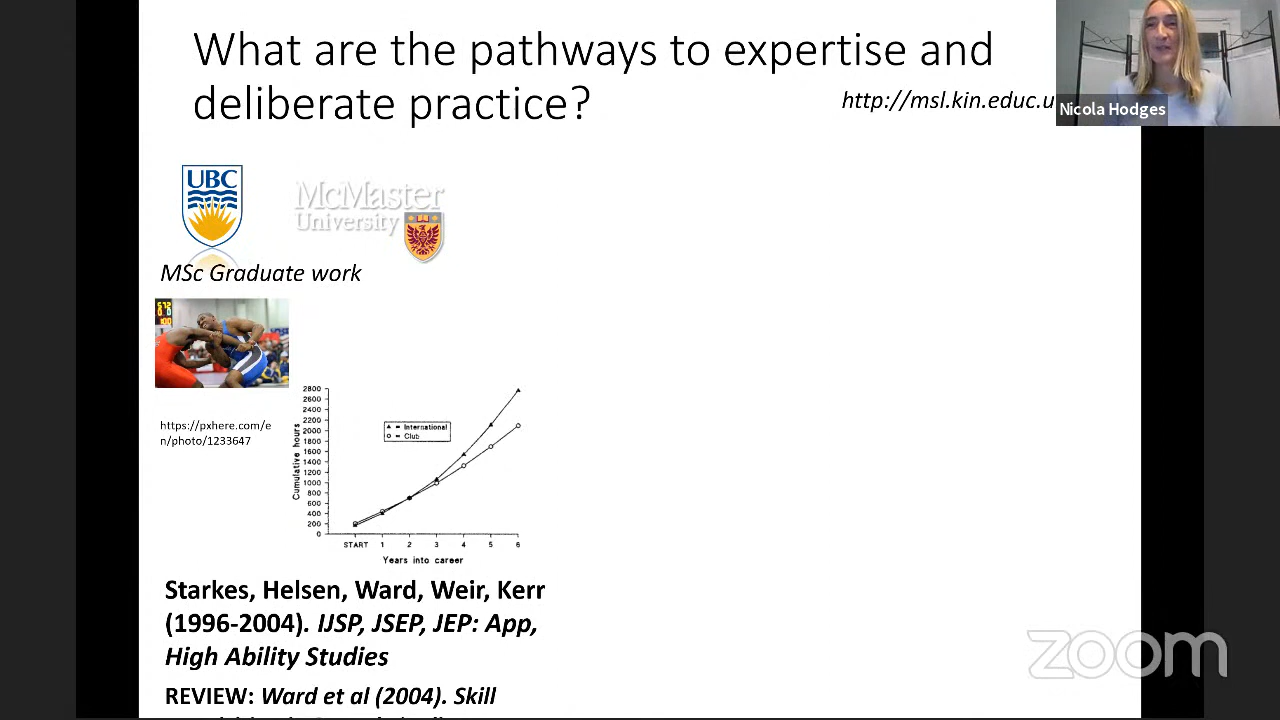 What are the pathways to expertise and
deliberate practice?
http://msl.kin.educ.u
Nicola Hodges
UBC
McMaster
University
MSc Graduate work
https://pxhere.com/e
n/photo/1233647
2800
2600
2400
2200
2000
1800
1600
1400
1200
1000
800
600
400
200
0
Cumulative hours
▲ = International
○ = Club
START 1 2 3 4 5 6
Years into career
Starkes, Helsen, Ward, Weir, Kerr
(1996-2004). IJSP, JSEP, JEP: App,
High Ability Studies
REVIEW: Ward et al (2004). Skill
zoom